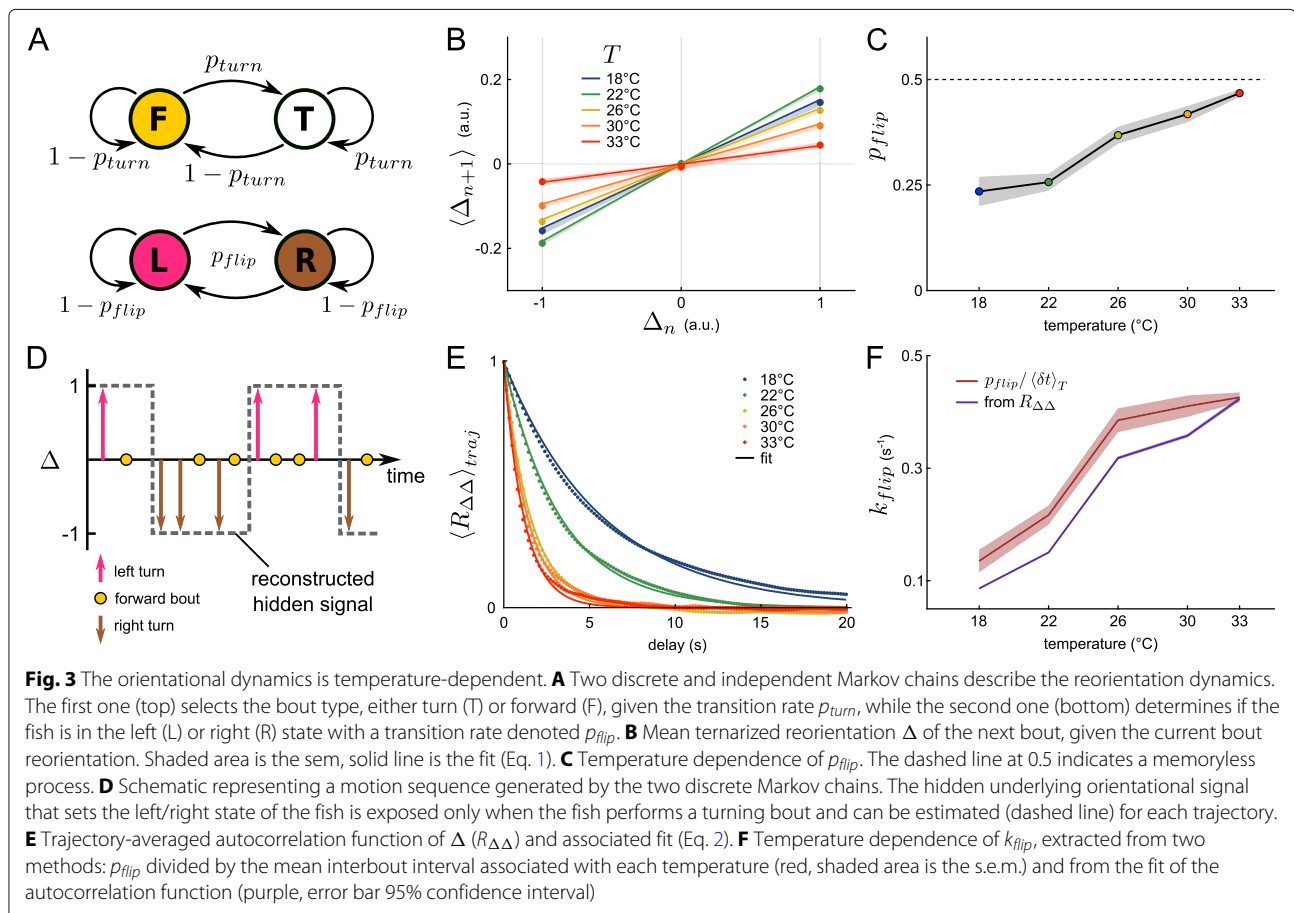 A
p_turn
F
T
1 − p_turn
1 − p_turn
p_turn
L
p_flip
R
1 − p_flip
1 − p_flip
B
T
18°C
22°C
26°C
30°C
33°C
⟨Δ_{n+1}⟩ (a.u.)
0.2
0
-0.2
-1
0
1
Δ_n (a.u.)
C
p_flip
0.5
0.25
0
18
22
26
30
33
temperature (°C)
D
1
Δ
-1
time
left turn
forward bout
right turn
reconstructed
hidden signal
E
⟨R_ΔΔ⟩_traj
1
0
18°C
22°C
26°C
30°C
33°C
fit
0
5
10
15
20
delay (s)
F
p_flip / ⟨δt⟩_T
from R_ΔΔ
k_flip (s⁻¹)
0.5
0.3
0.1
18
22
26
30
33
temperature (°C)
Fig. 3 The orientational dynamics is temperature-dependent. A Two discrete and independent Markov chains describe the reorientation dynamics.
The first one (top) selects the bout type, either turn (T) or forward (F), given the transition rate p_turn, while the second one (bottom) determines if the
fish is in the left (L) or right (R) state with a transition rate denoted p_flip. B Mean ternarized reorientation Δ of the next bout, given the current bout
reorientation. Shaded area is the sem, solid line is the fit (Eq. 1). C Temperature dependence of p_flip. The dashed line at 0.5 indicates a memoryless
process. D Schematic representing a motion sequence generated by the two discrete Markov chains. The hidden underlying orientational signal
that sets the left/right state of the fish is exposed only when the fish performs a turning bout and can be estimated (dashed line) for each trajectory.
E Trajectory-averaged autocorrelation function of Δ (R_ΔΔ) and associated fit (Eq. 2). F Temperature dependence of k_flip, extracted from two
methods: p_flip divided by the mean interbout interval associated with each temperature (red, shaded area is the s.e.m.) and from the fit of the
autocorrelation function (purple, error bar 95% confidence interval)